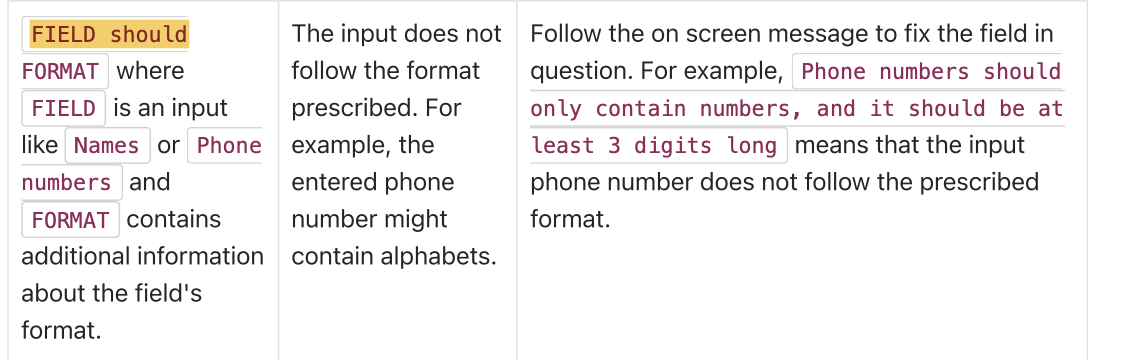 FIELD should
FORMAT where
FIELD is an input
like Names or Phone
numbers and
FORMAT contains
additional information
about the field's
format.
The input does not
follow the format
prescribed. For
example, the
entered phone
number might
contain alphabets.
Follow the on screen message to fix the field in
question. For example, Phone numbers should
only contain numbers, and it should be at
least 3 digits long means that the input
phone number does not follow the prescribed
format.